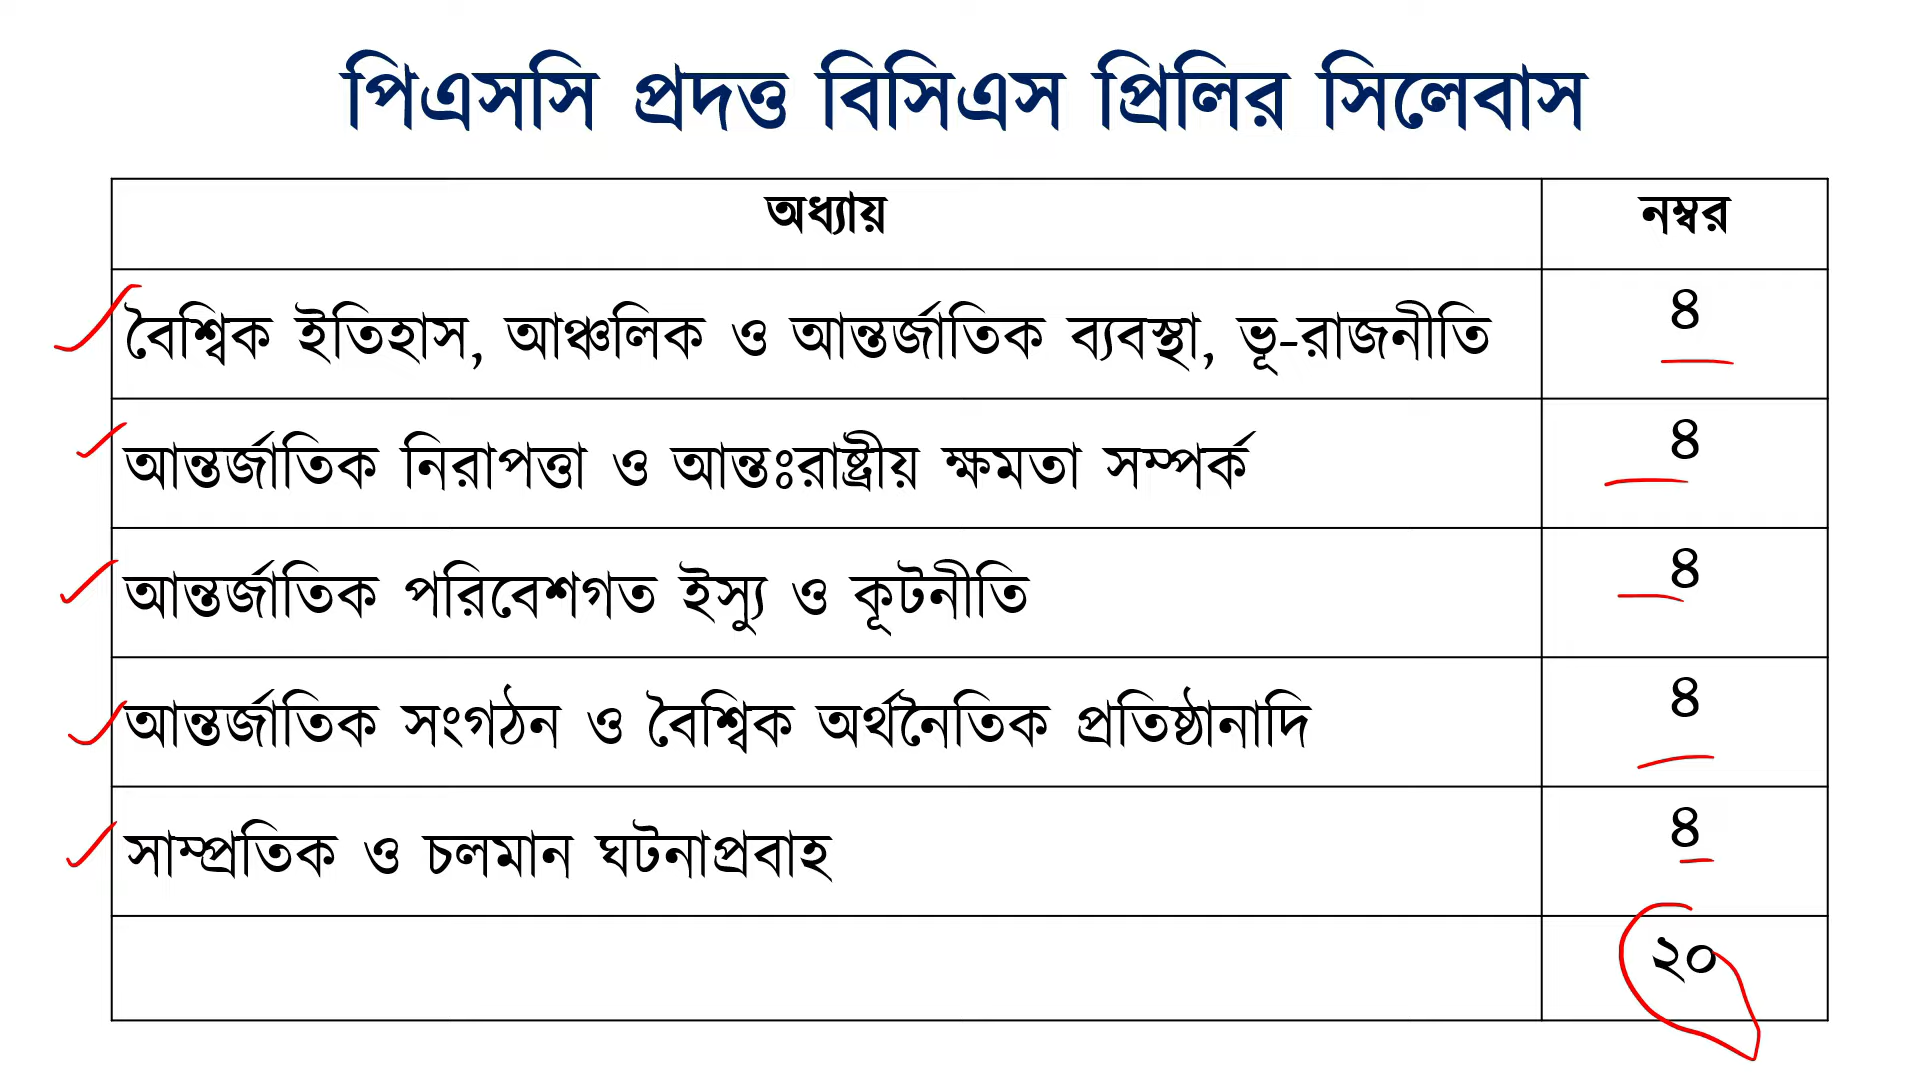 পিএসসি প্রদত্ত বিসিএস প্রিলির সিলেবাস
অধ্যায় নম্বর
বৈশ্বিক ইতিহাস, আঞ্চলিক ও আন্তর্জাতিক ব্যবস্থা, ভূ-রাজনীতি ৪
আন্তর্জাতিক নিরাপত্তা ও আন্তঃরাষ্ট্রীয় ক্ষমতা সম্পর্ক ৪
আন্তর্জাতিক পরিবেশগত ইস্যু ও কূটনীতি ৪
আন্তর্জাতিক সংগঠন ও বৈশ্বিক অর্থনৈতিক প্রতিষ্ঠানাদি ৪
সাম্প্রতিক ও চলমান ঘটনাপ্রবাহ ৪
২০